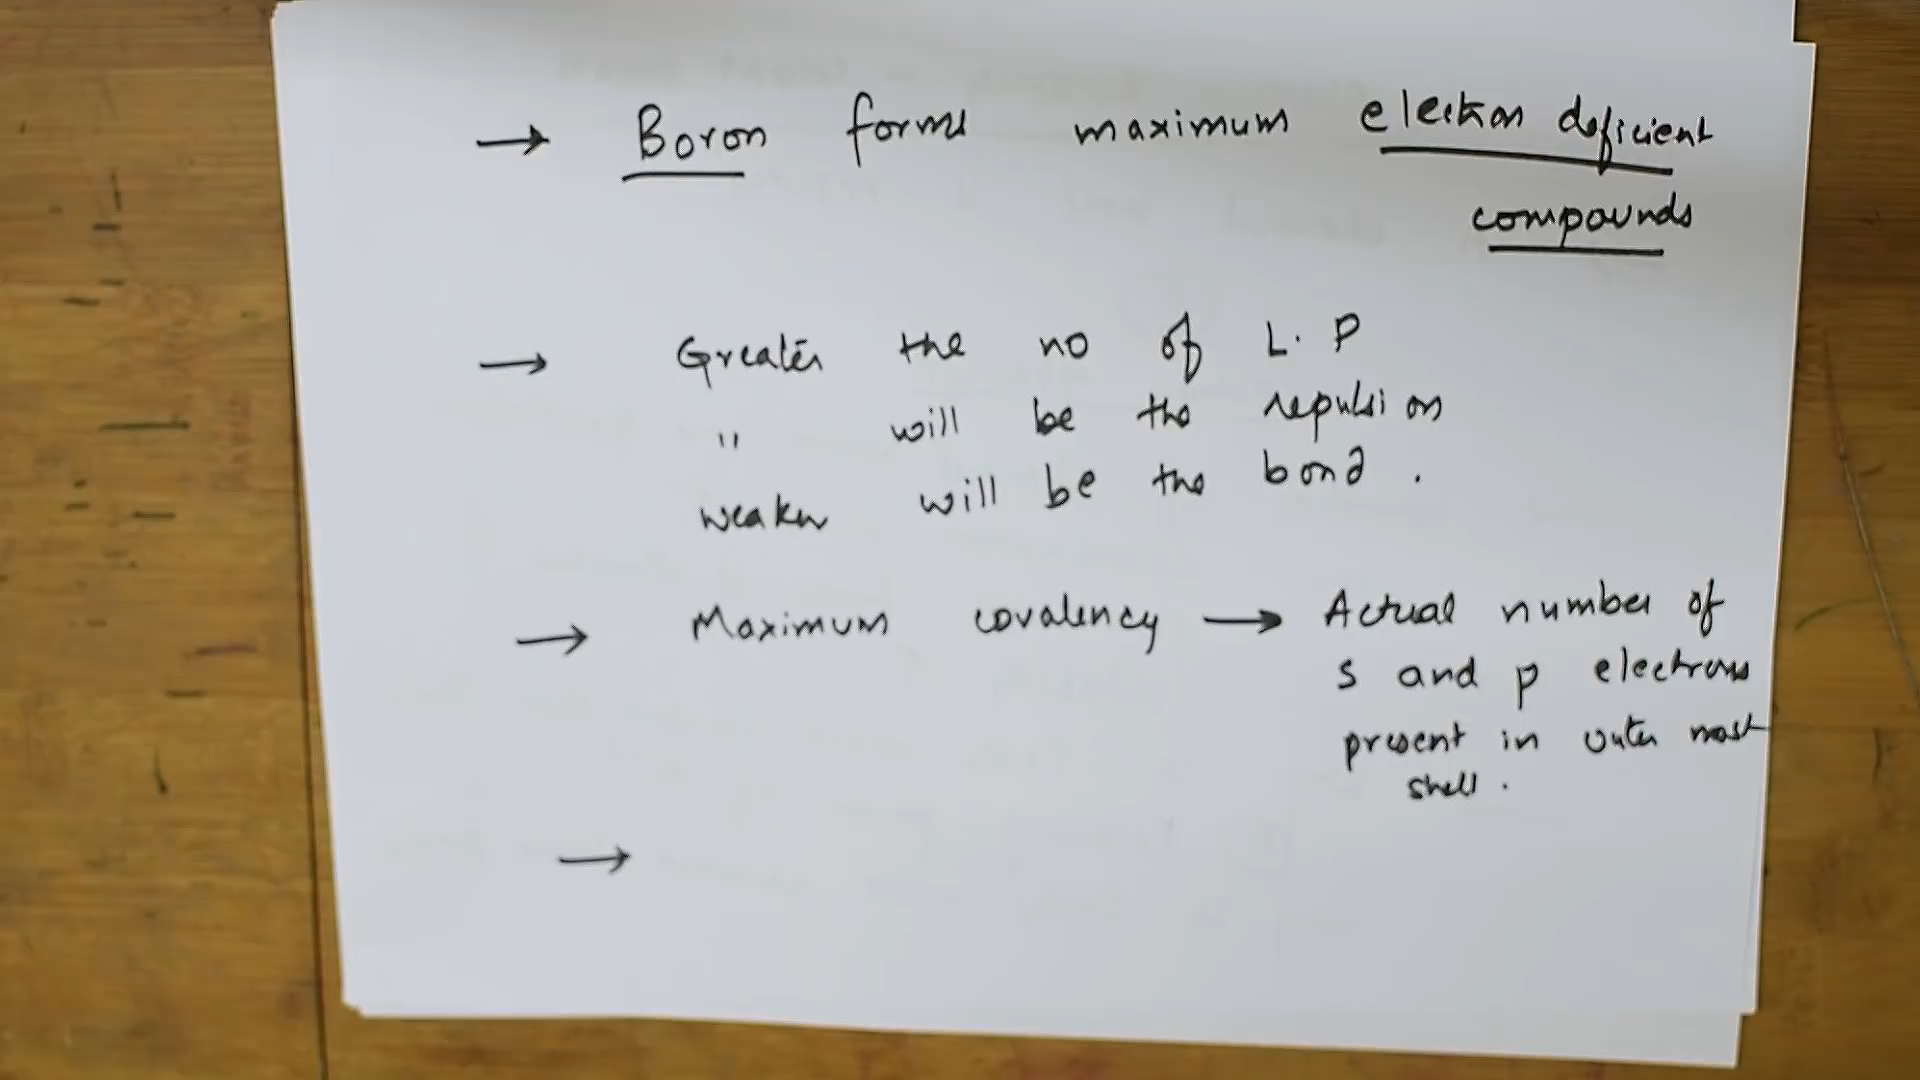 → Boron forms maximum electron deficient
compounds
→ Greater the no of L.P
" will be the repulsion
weaker will be the bond.
→ Maximum covalency → Actual number of
s and p electrons
present in outer most
shell.
→